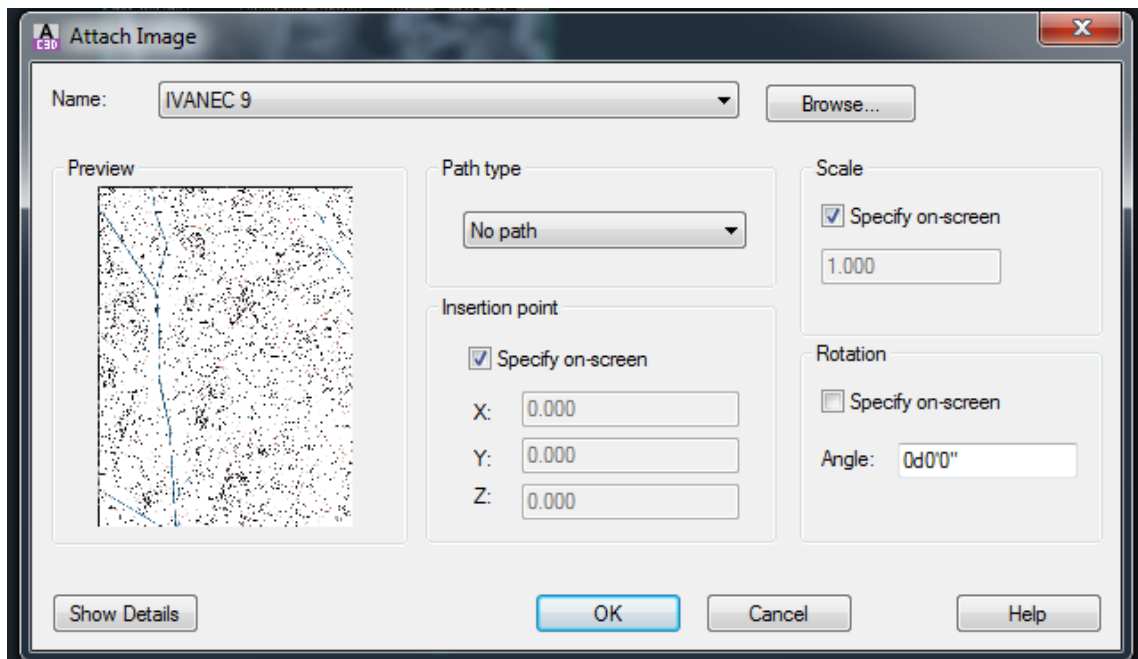 A
C3D
Attach Image
X
Name:
IVANEC 9
Browse...
Preview
Path type
No path
Insertion point
Specify on-screen
X:
0.000
Y:
0.000
Z:
0.000
Scale
Specify on-screen
1.000
Rotation
Specify on-screen
Angle:
0d0'0"
Show Details
OK
Cancel
Help